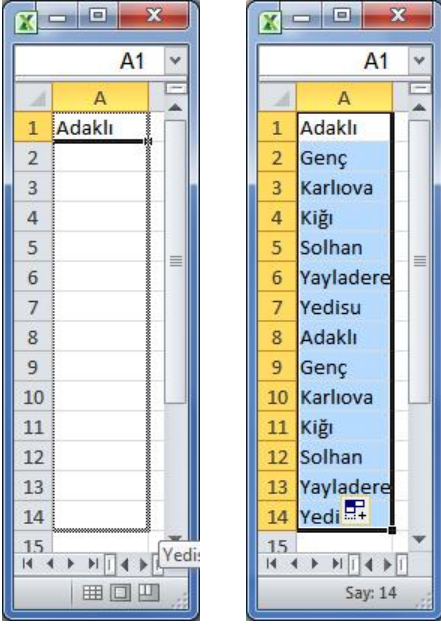 A1
A
1 Adaklı
2
3
4
5
6
7
8
9
10
11
12
13
14
15
Yedis
A1
A
1 Adaklı
2 Genç
3 Karlıova
4 Kiğı
5 Solhan
6 Yayladere
7 Yedisu
8 Adaklı
9 Genç
10 Karlıova
11 Kiğı
12 Solhan
13 Yayladere
14 Yedi
15
Say: 14